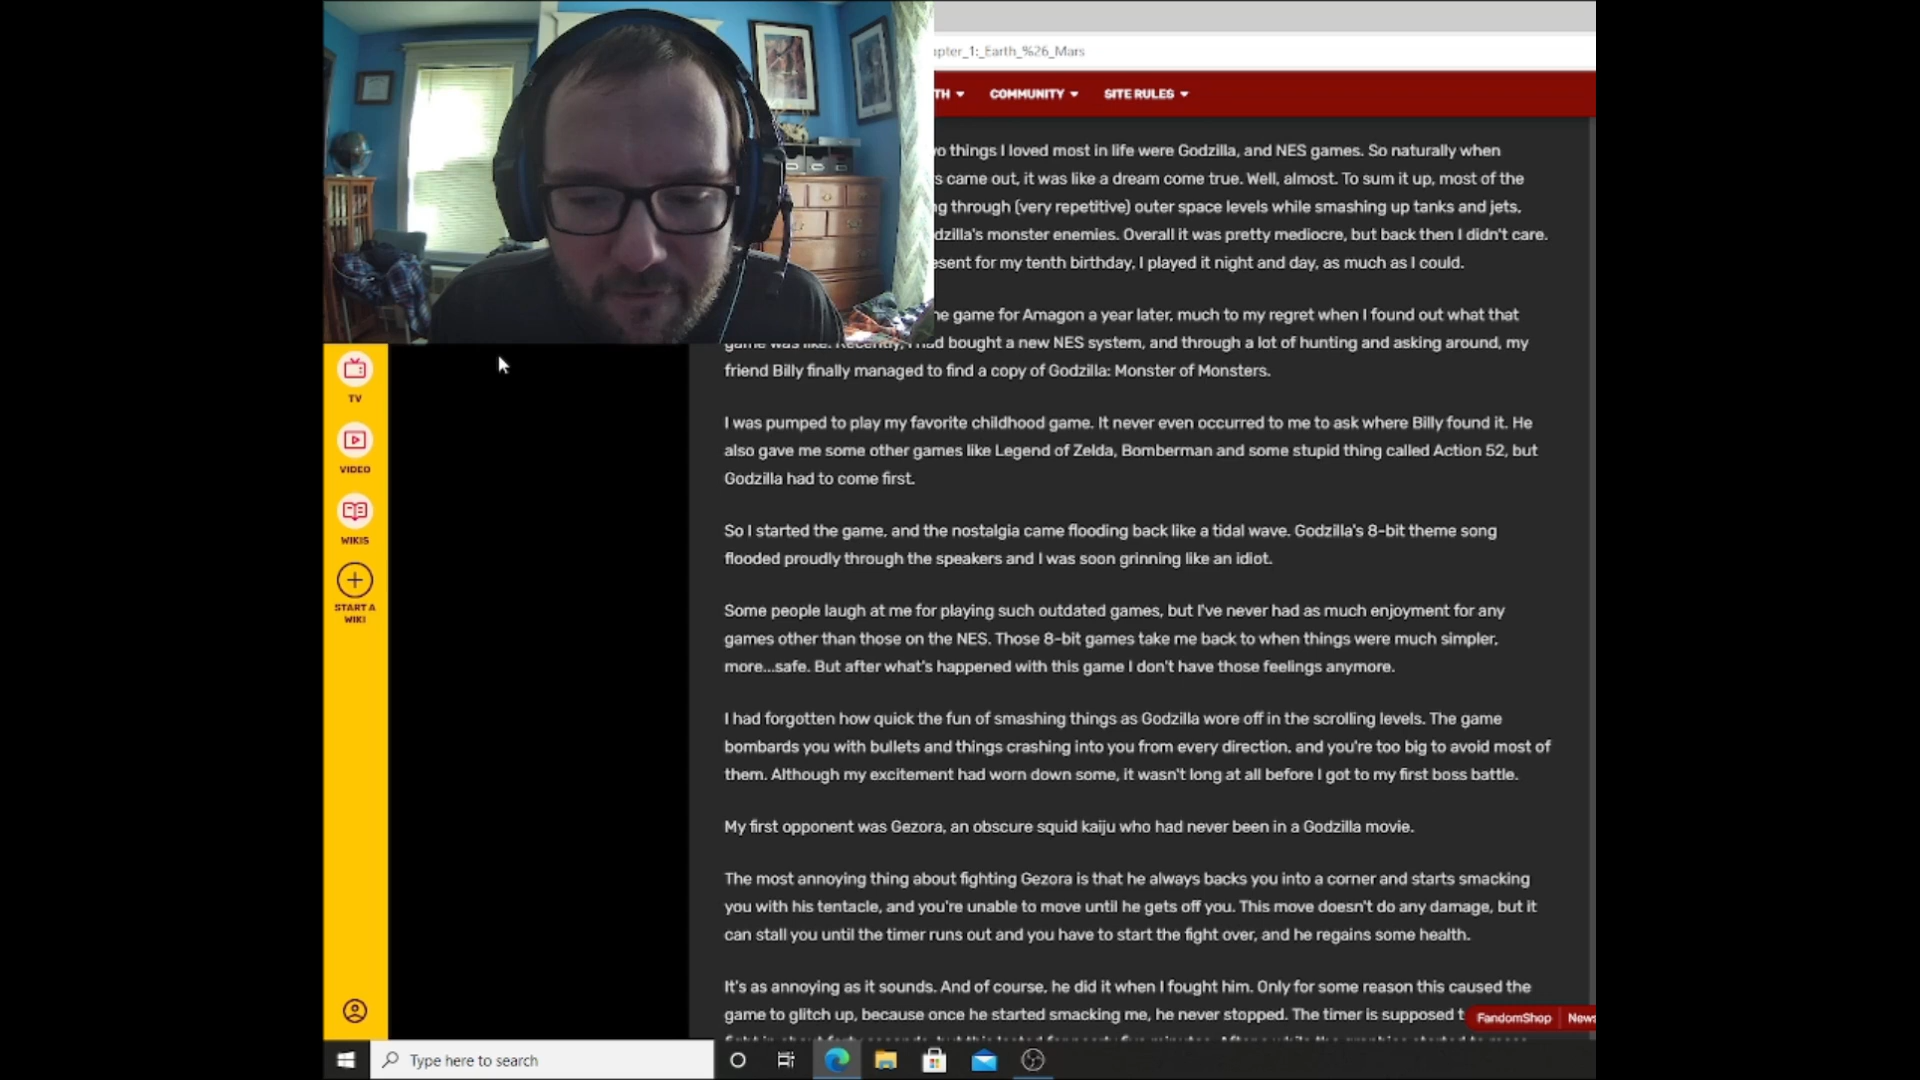 pter_1:_Earth_%26_Mars
TH COMMUNITY SITE RULES
wo things I loved most in life were Godzilla, and NES games. So naturally when
s came out, it was like a dream come true. Well, almost. To sum it up, most of the
ng through (very repetitive) outer space levels while smashing up tanks and jets,
dzilla's monster enemies. Overall it was pretty mediocre, but back then I didn't care.
esent for my tenth birthday, I played it night and day, as much as I could.
he game for Amagon a year later, much to my regret when I found out what that
game was like. Recently, I had bought a new NES system, and through a lot of hunting and asking around, my
friend Billy finally managed to find a copy of Godzilla: Monster of Monsters.
I was pumped to play my favorite childhood game. It never even occurred to me to ask where Billy found it. He
also gave me some other games like Legend of Zelda, Bomberman and some stupid thing called Action 52, but
Godzilla had to come first.
So I started the game, and the nostalgia came flooding back like a tidal wave. Godzilla's 8-bit theme song
flooded proudly through the speakers and I was soon grinning like an idiot.
Some people laugh at me for playing such outdated games, but I've never had as much enjoyment for any
games other than those on the NES. Those 8-bit games take me back to when things were much simpler,
more...safe. But after what's happened with this game I don't have those feelings anymore.
I had forgotten how quick the fun of smashing things as Godzilla wore off in the scrolling levels. The game
bombards you with bullets and things crashing into you from every direction, and you're too big to avoid most of
them. Although my excitement had worn down some, it wasn't long at all before I got to my first boss battle.
My first opponent was Gezora, an obscure squid kaiju who had never been in a Godzilla movie.
The most annoying thing about fighting Gezora is that he always backs you into a corner and starts smacking
you with his tentacle, and you're unable to move until he gets off you. This move doesn't do any damage, but it
can stall you until the timer runs out and you have to start the fight over, and he regains some health.
It's as annoying as it sounds. And of course, he did it when I fought him. Only for some reason this caused the
game to glitch up, because once he started smacking me, he never stopped. The timer is supposed t
TV
VIDEO
WIKIS
START A
WIKI
FandomShop News
Type here to search